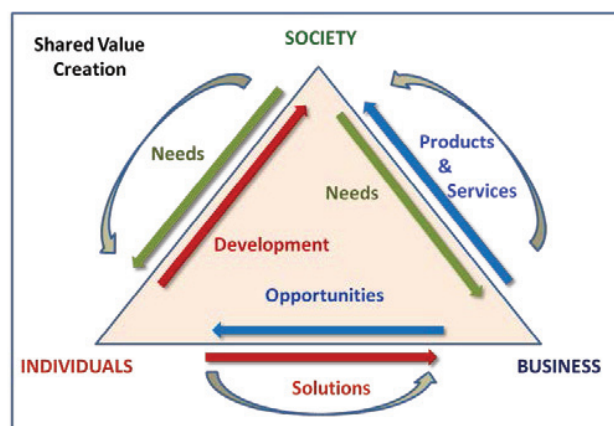 Shared Value
Creation
SOCIETY
Needs
Products
&
Services
Needs
Development
Opportunities
INDIVIDUALS
BUSINESS
Solutions